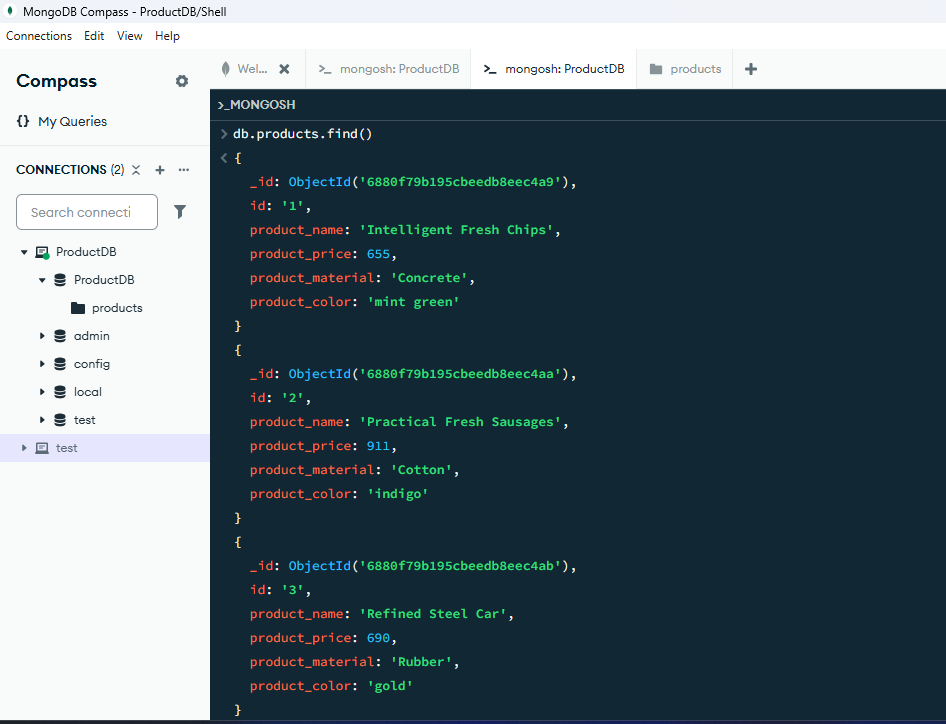 MongoDB Compass - ProductDB/Shell
Connections Edit View Help
Compass
{} My Queries
CONNECTIONS (2)
Search connecti
ProductDB
ProductDB
products
admin
config
local
test
test
Wel... >_ mongosh: ProductDB >_ mongosh: ProductDB products
>_MONGOSH
> db.products.find()
< {
_id: ObjectId('6880f79b195cbeedb8eec4a9'),
id: '1',
product_name: 'Intelligent Fresh Chips',
product_price: 655,
product_material: 'Concrete',
product_color: 'mint green'
}
{
_id: ObjectId('6880f79b195cbeedb8eec4aa'),
id: '2',
product_name: 'Practical Fresh Sausages',
product_price: 911,
product_material: 'Cotton',
product_color: 'indigo'
}
{
_id: ObjectId('6880f79b195cbeedb8eec4ab'),
id: '3',
product_name: 'Refined Steel Car',
product_price: 690,
product_material: 'Rubber',
product_color: 'gold'
}